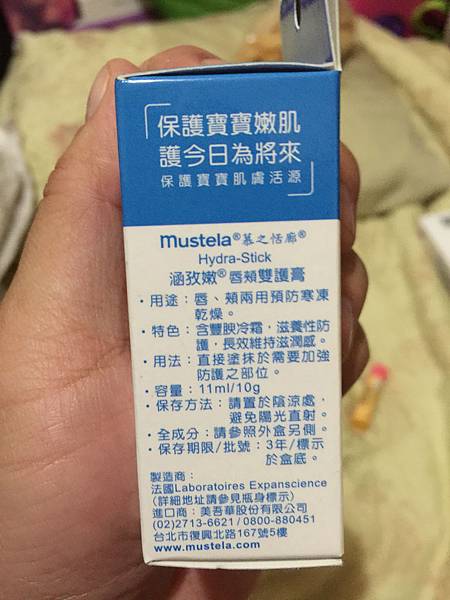 保護寶寶嫩肌
護今日為將來
保護寶寶肌膚活源
mustela®慕之恬廊®
Hydra-Stick
涵孜嫩®唇頰雙護膏
·用途：唇、頰兩用預防寒凍
乾燥。
·特色：含豐腴冷霜，滋養性防
護，長效維持滋潤感。
·用法：直接塗抹於需要加強
防護之部位。
·容量：11ml/10g
·保存方法：請置於陰涼處，
避免陽光直射。
·全成分：請參照外盒另側。
·保存期限/批號：3年/標示
於盒底。
製造商：
法國Laboratoires Expanscience
(詳細地址請參見瓶身標示)
進口商：美吾華股份有限公司
(02)2713-6621 / 0800-880451
台北市復興北路167號5樓
www.mustela.com